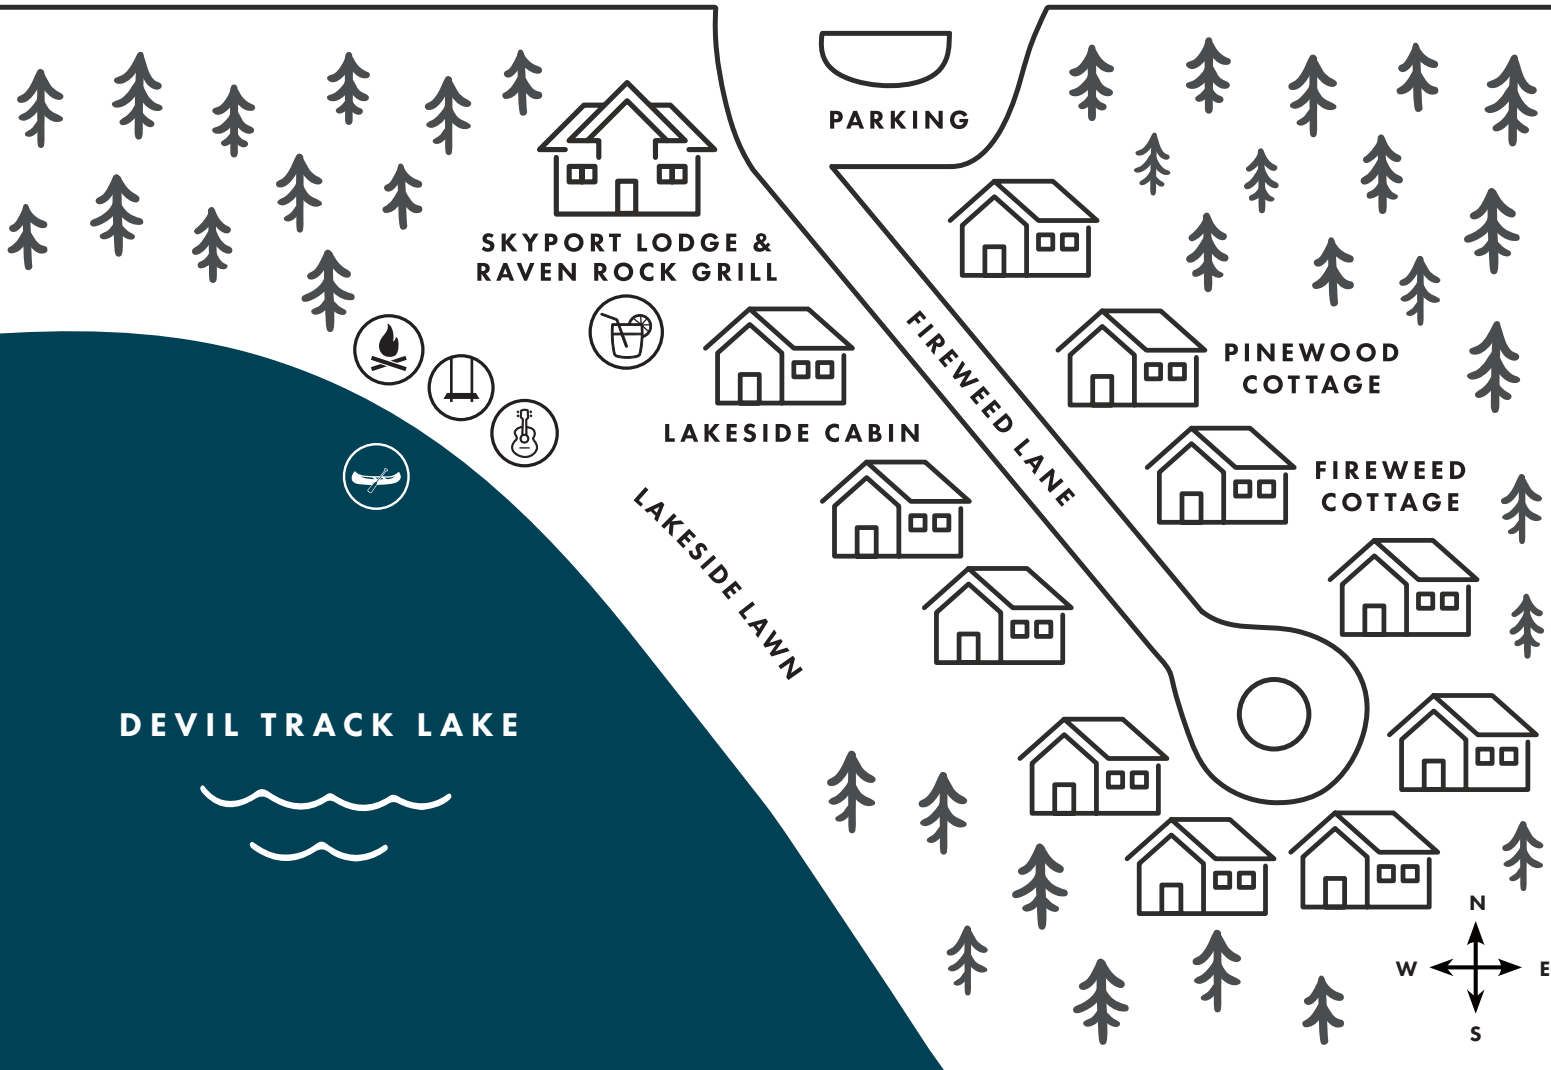 PARKING
SKYPORT LODGE &
RAVEN ROCK GRILL
FIREWEED LANE
PINEWOOD
COTTAGE
LAKESIDE CABIN
FIREWEED
COTTAGE
LAKESIDE LAWN
DEVIL TRACK LAKE
N
W
E
S